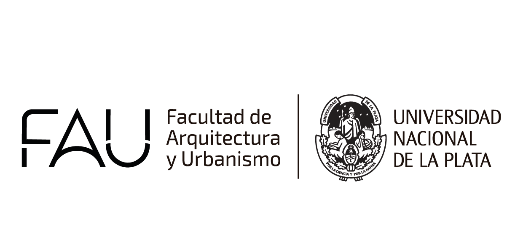 FAU
Facultad de
Arquitectura
y Urbanismo
UNIVERSIDAD
NACIONAL
DE LA PLATA